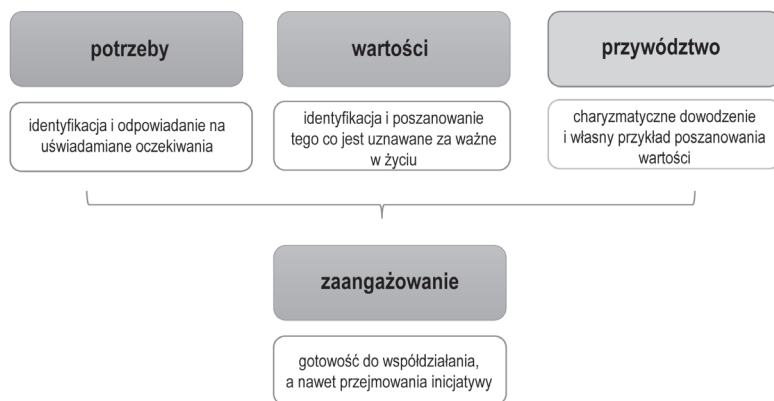 potrzeby
identyfikacja i odpowiadanie na
uświadamiane oczekiwania
wartości
identyfikacja i poszanowanie
tego co jest uznawane za ważne
w życiu
przywództwo
charyzmatyczne dowodzenie
i własny przykład poszanowania
wartości
zaangażowanie
gotowość do współdziałania,
a nawet przejmowania inicjatywy